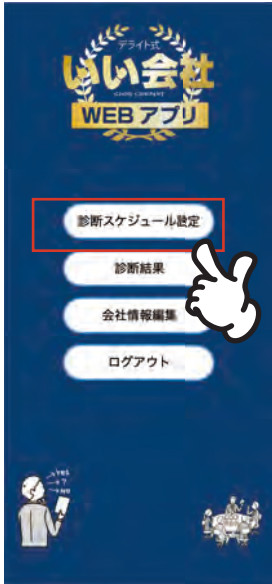 デライト式
いい会社
GOOD COMPANY
WEBアプリ
診断スケジュール設定
診断結果
会社情報編集
ログアウト
YES
?
NO